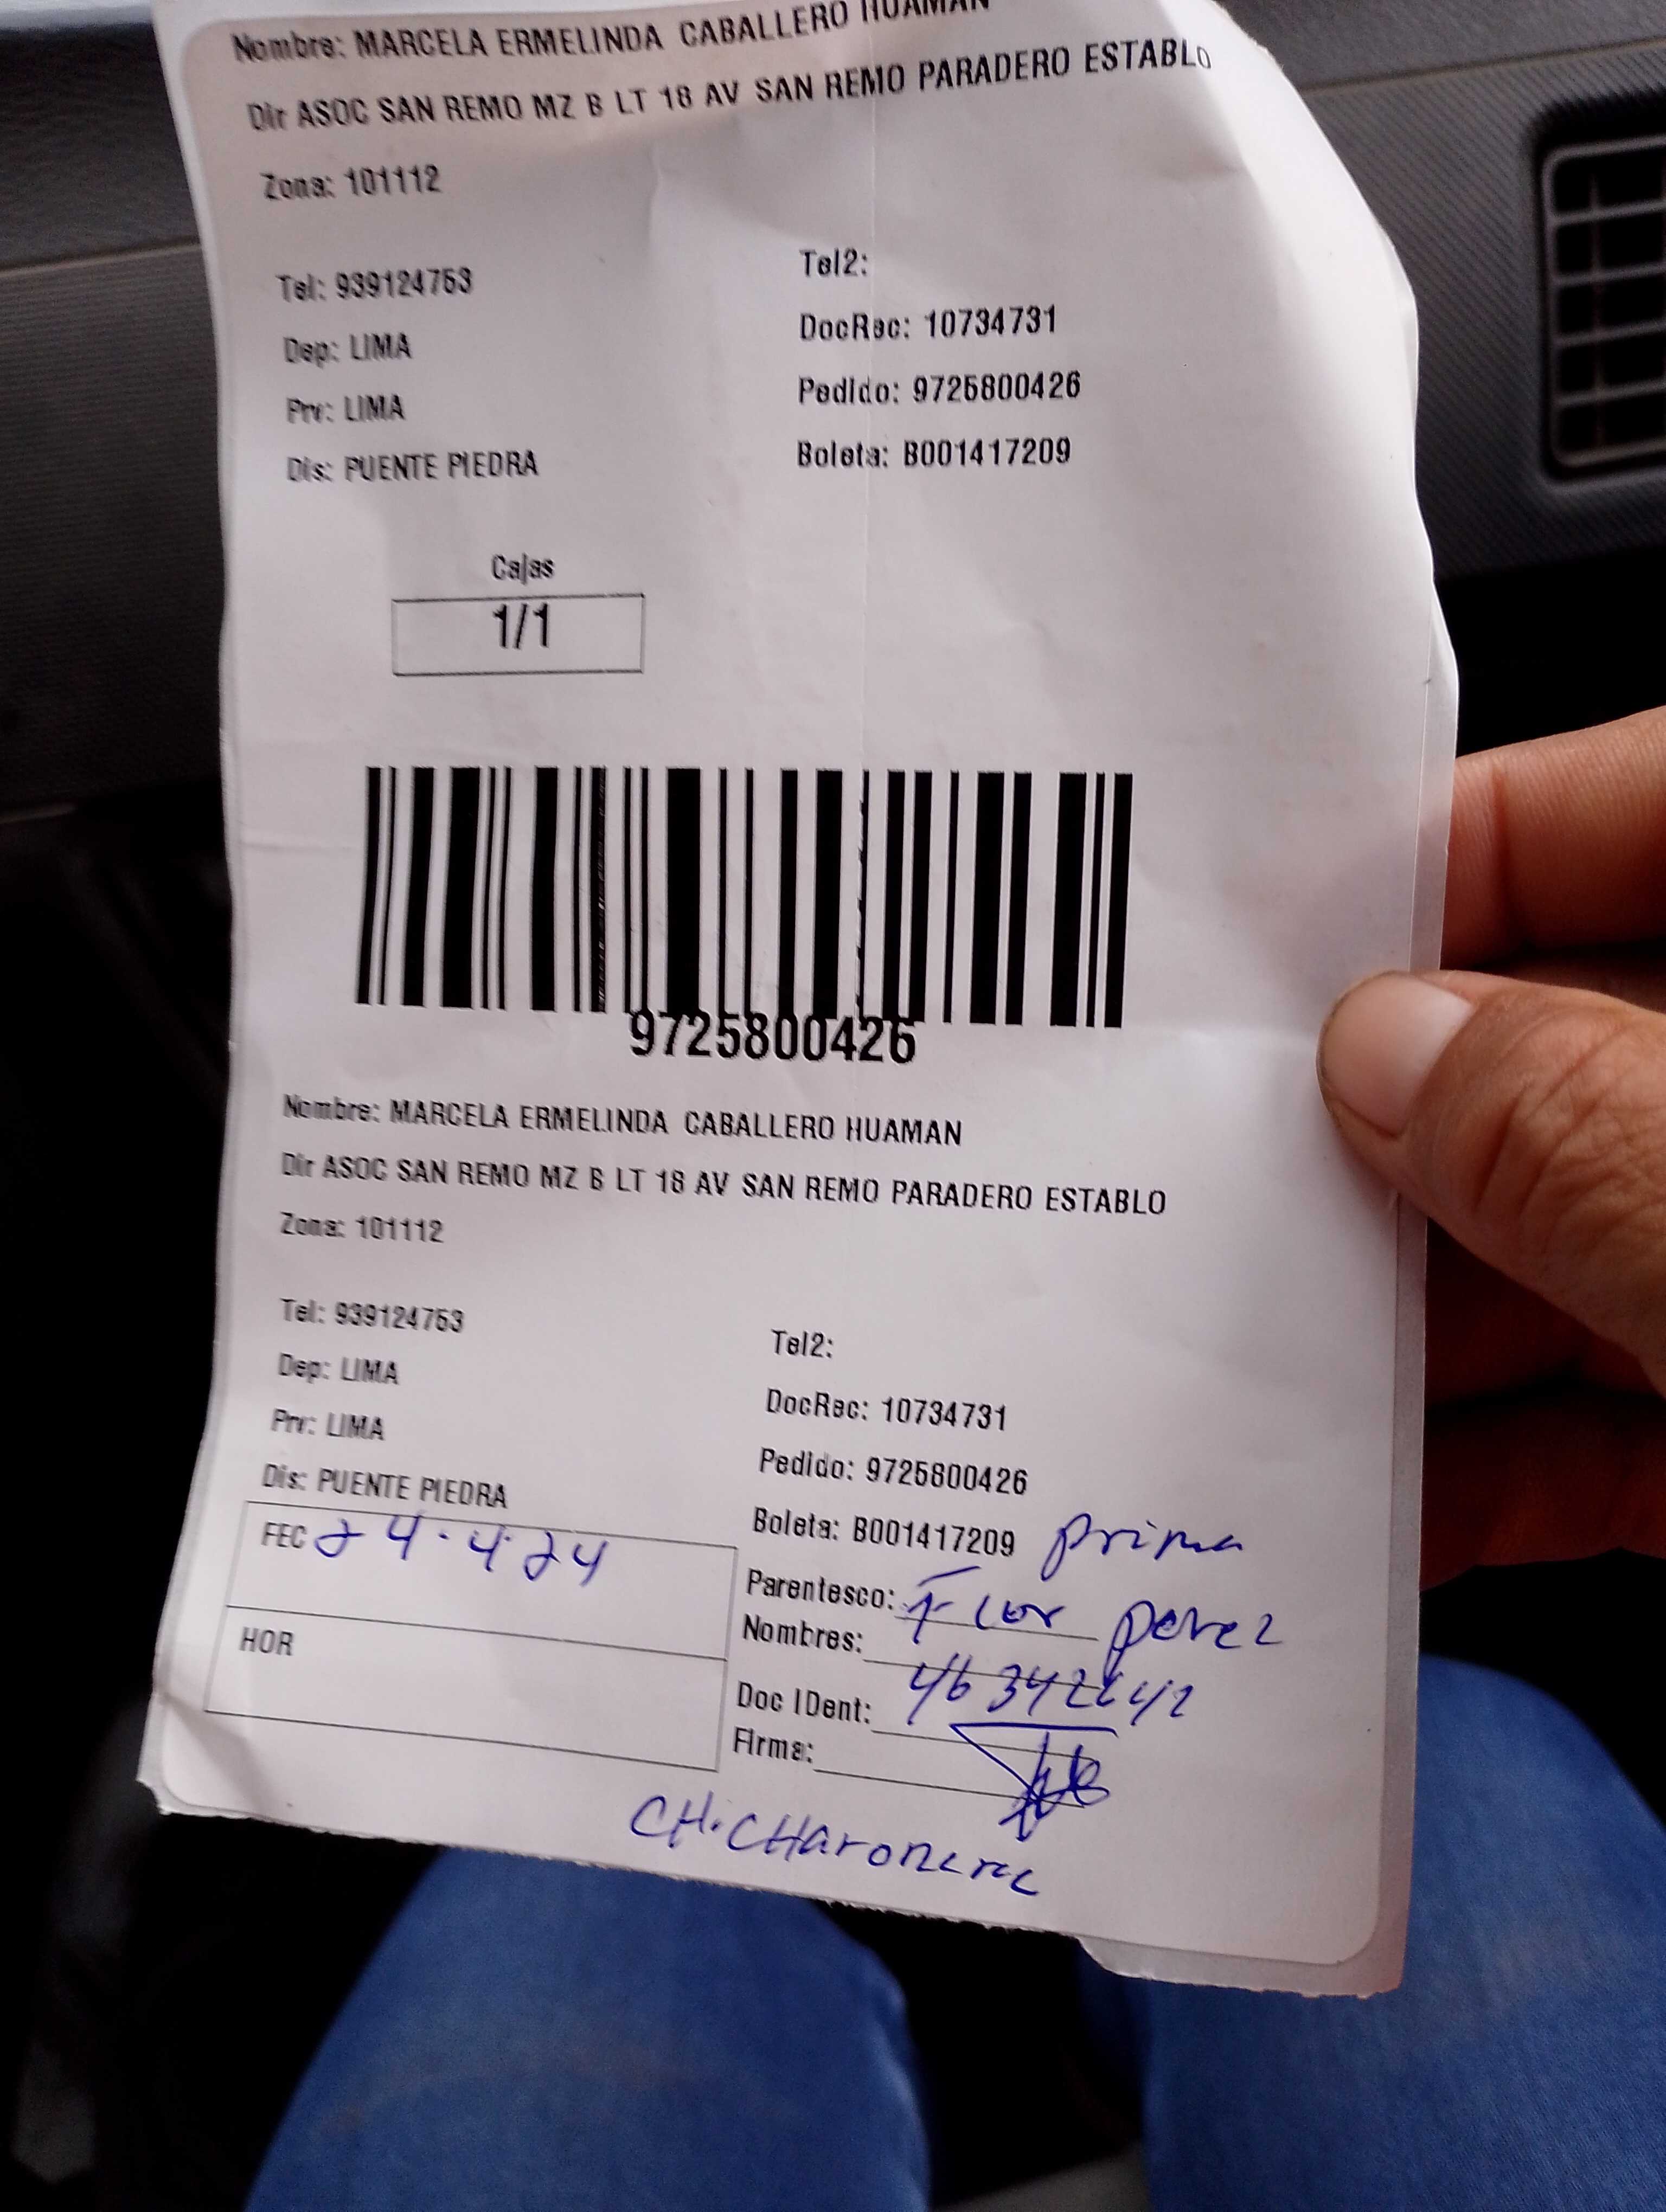 Nombre: MARCELA ERMELINDA CABALLERO HUAMAN
Dir ASOC SAN REMO MZ B LT 18 AV SAN REMO PARADERO ESTABLO
Zona: 101112
Tel: 939124753
Tel2:
Dep: LIMA
DocRec: 10734731
Prv: LIMA
Pedido: 9725800426
Dis: PUENTE PIEDRA
Boleta: B001417209
Cajas
1/1
9725800426
Nombre: MARCELA ERMELINDA CABALLERO HUAMAN
Dir ASOC SAN REMO MZ B LT 18 AV SAN REMO PARADERO ESTABLO
Zona: 101112
Tel: 939124753
Tel2:
Dep: LIMA
DocRec: 10734731
Prv: LIMA
Pedido: 9725800426
Dis: PUENTE PIEDRA
Boleta: B001417209 prima
FEC 24.4.24
Parentesco: Flor perez
Nombres:
HOR
Doc IDent:
Firma: